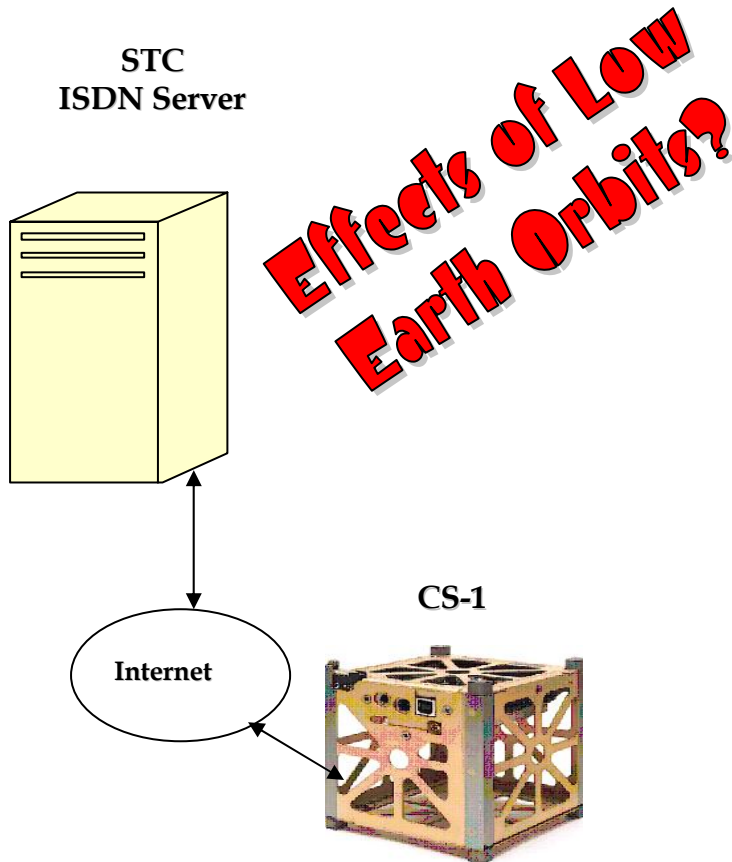 STC
ISDN Server
Effects of Low
Earth Orbits?
CS-1
Internet